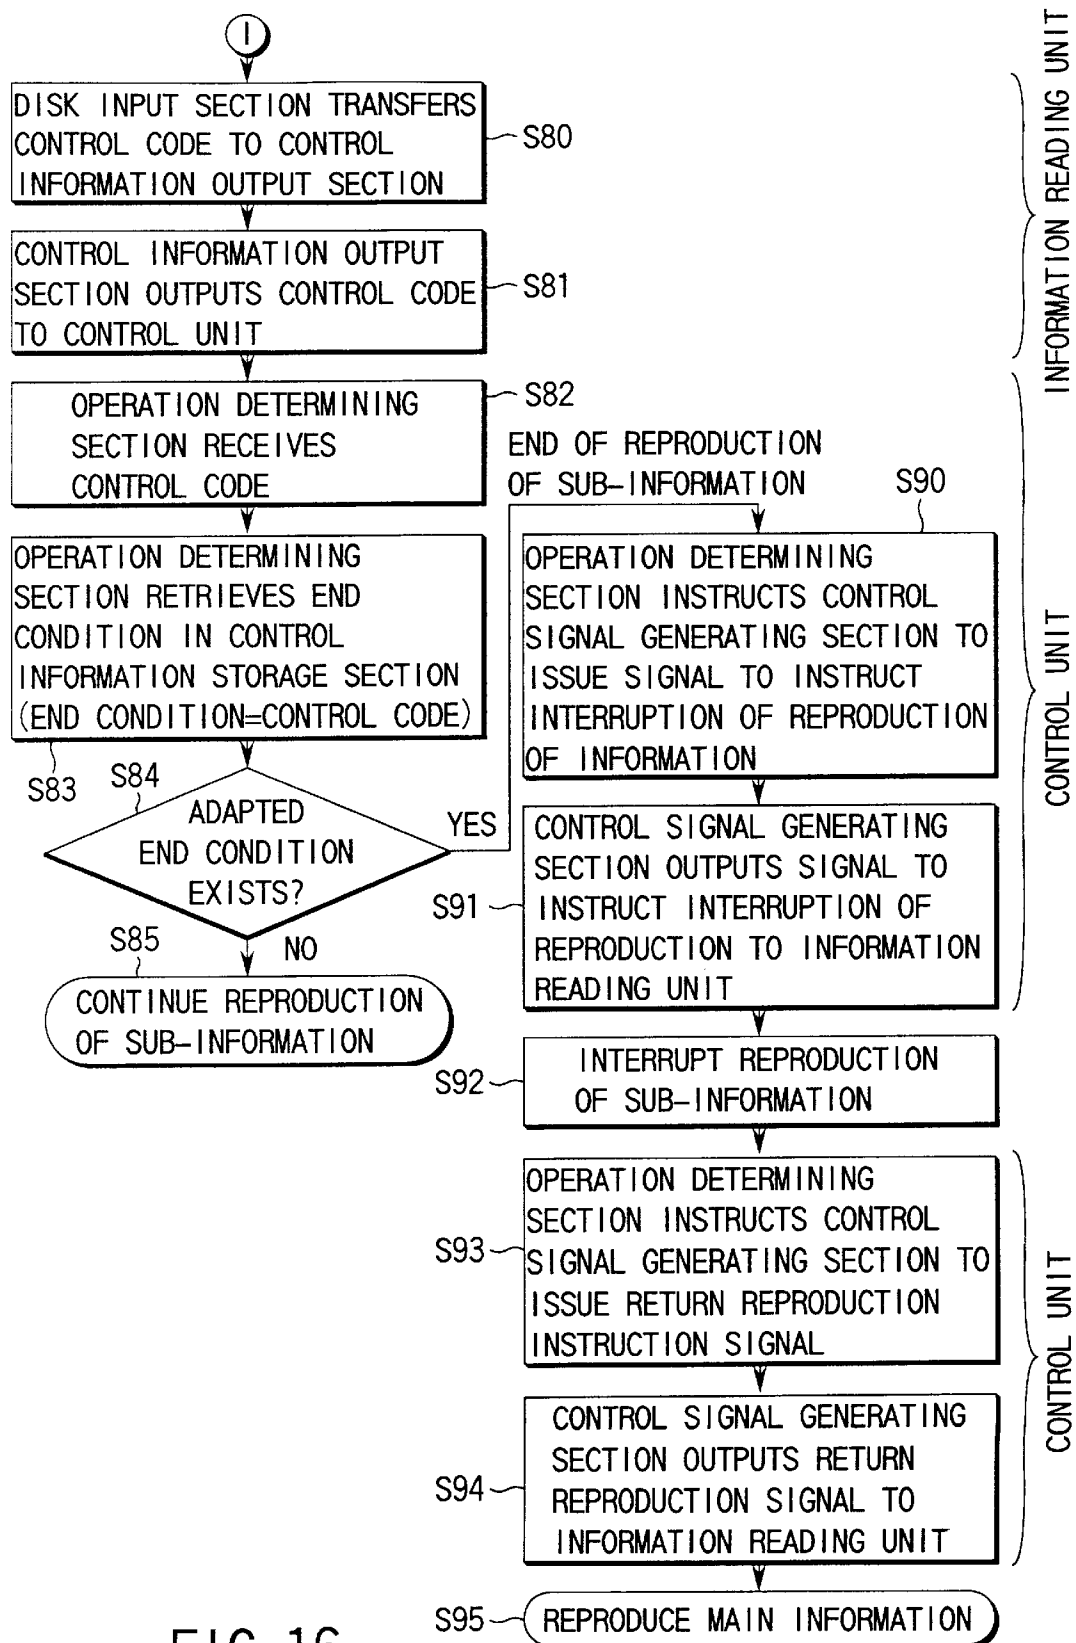 I
DISK INPUT SECTION TRANSFERS
CONTROL CODE TO CONTROL
INFORMATION OUTPUT SECTION
S80
CONTROL INFORMATION OUTPUT
SECTION OUTPUTS CONTROL CODE
TO CONTROL UNIT
S81
INFORMATION READING UNIT
OPERATION DETERMINING
SECTION RECEIVES
CONTROL CODE
S82
OPERATION DETERMINING
SECTION RETRIEVES END
CONDITION IN CONTROL
INFORMATION STORAGE SECTION
(END CONDITION=CONTROL CODE)
S83
S84
ADAPTED
END CONDITION
EXISTS?
YES
NO
S85
CONTINUE REPRODUCTION
OF SUB-INFORMATION
END OF REPRODUCTION
OF SUB-INFORMATION
S90
OPERATION DETERMINING
SECTION INSTRUCTS CONTROL
SIGNAL GENERATING SECTION TO
ISSUE SIGNAL TO INSTRUCT
INTERRUPTION OF REPRODUCTION
OF INFORMATION
S91
CONTROL SIGNAL GENERATING
SECTION OUTPUTS SIGNAL TO
INSTRUCT INTERRUPTION OF
REPRODUCTION TO INFORMATION
READING UNIT
CONTROL UNIT
S92
INTERRUPT REPRODUCTION
OF SUB-INFORMATION
S93
OPERATION DETERMINING
SECTION INSTRUCTS CONTROL
SIGNAL GENERATING SECTION TO
ISSUE RETURN REPRODUCTION
INSTRUCTION SIGNAL
S94
CONTROL SIGNAL GENERATING
SECTION OUTPUTS RETURN
REPRODUCTION SIGNAL TO
INFORMATION READING UNIT
CONTROL UNIT
S95
REPRODUCE MAIN INFORMATION
FIG. 16